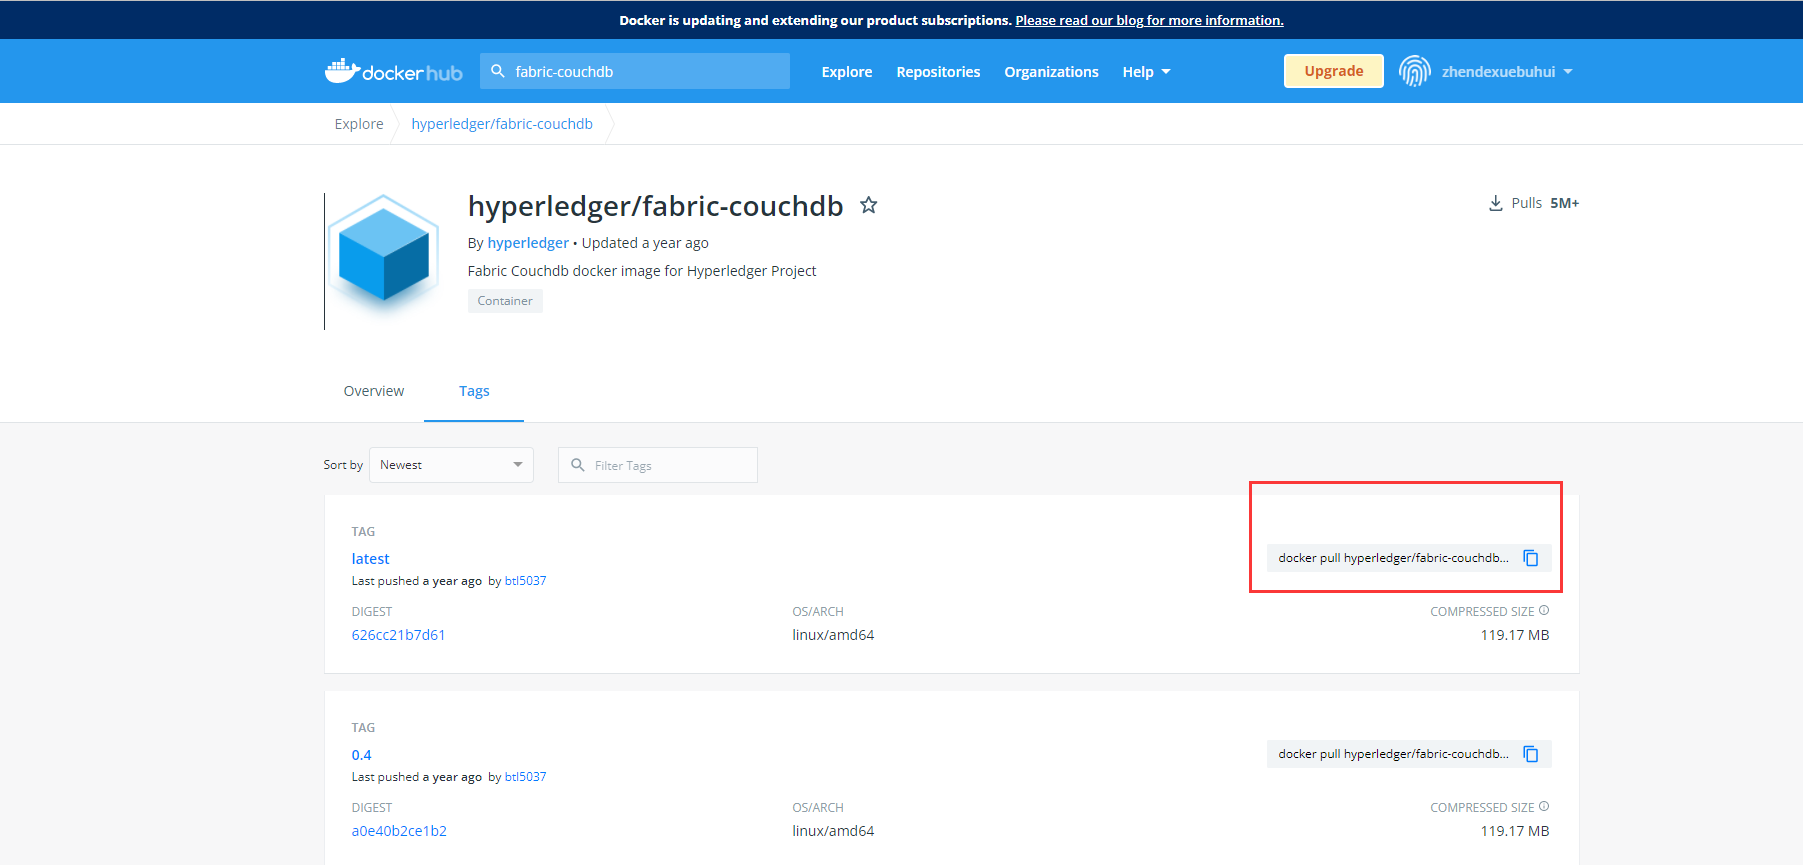 Docker is updating and extending our product subscriptions. Please read our blog for more information.
docker hub fabric-couchdb Explore Repositories Organizations Help Upgrade zhendexuebuhui
Explore hyperledger/fabric-couchdb
hyperledger/fabric-couchdb
Pulls 5M+
By hyperledger • Updated a year ago
Fabric Couchdb docker image for Hyperledger Project
Container
Overview Tags
Sort by Newest Filter Tags
TAG
latest
docker pull hyperledger/fabric-couchdb...
Last pushed a year ago by btl5037
DIGEST OS/ARCH COMPRESSED SIZE
626cc21b7d61 linux/amd64 119.17 MB
TAG
0.4
docker pull hyperledger/fabric-couchdb...
Last pushed a year ago by btl5037
DIGEST OS/ARCH COMPRESSED SIZE
a0e40b2ce1b2 linux/amd64 119.17 MB